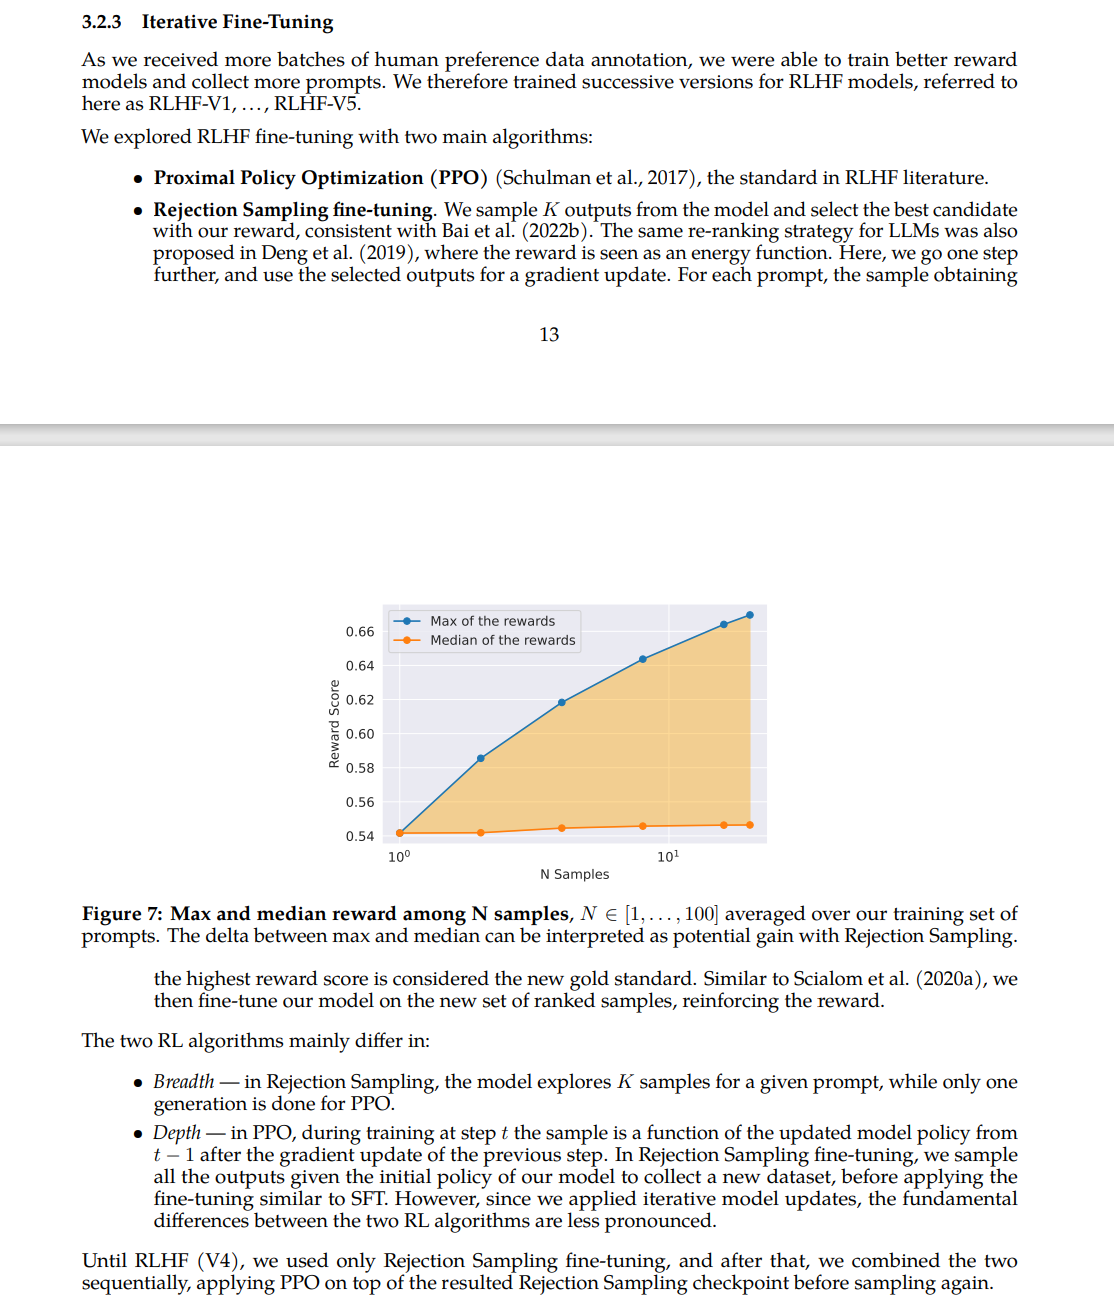 3.2.3 Iterative Fine-Tuning
As we received more batches of human preference data annotation, we were able to train better reward
models and collect more prompts. We therefore trained successive versions for RLHF models, referred to
here as RLHF-V1, …, RLHF-V5.
We explored RLHF fine-tuning with two main algorithms:
• Proximal Policy Optimization (PPO) (Schulman et al., 2017), the standard in RLHF literature.
• Rejection Sampling fine-tuning. We sample K outputs from the model and select the best candidate
with our reward, consistent with Bai et al. (2022b). The same re-ranking strategy for LLMs was also
proposed in Deng et al. (2019), where the reward is seen as an energy function. Here, we go one step
further, and use the selected outputs for a gradient update. For each prompt, the sample obtaining
13
Max of the rewards
Median of the rewards
0.66
0.64
0.62
0.60
0.58
0.56
0.54
Reward Score
10⁰
10¹
N Samples
Figure 7: Max and median reward among N samples, N ∈ [1, . . . , 100] averaged over our training set of
prompts. The delta between max and median can be interpreted as potential gain with Rejection Sampling.
the highest reward score is considered the new gold standard. Similar to Scialom et al. (2020a), we
then fine-tune our model on the new set of ranked samples, reinforcing the reward.
The two RL algorithms mainly differ in:
• Breadth — in Rejection Sampling, the model explores K samples for a given prompt, while only one
generation is done for PPO.
• Depth — in PPO, during training at step t the sample is a function of the updated model policy from
t − 1 after the gradient update of the previous step. In Rejection Sampling fine-tuning, we sample
all the outputs given the initial policy of our model to collect a new dataset, before applying the
fine-tuning similar to SFT. However, since we applied iterative model updates, the fundamental
differences between the two RL algorithms are less pronounced.
Until RLHF (V4), we used only Rejection Sampling fine-tuning, and after that, we combined the two
sequentially, applying PPO on top of the resulted Rejection Sampling checkpoint before sampling again.